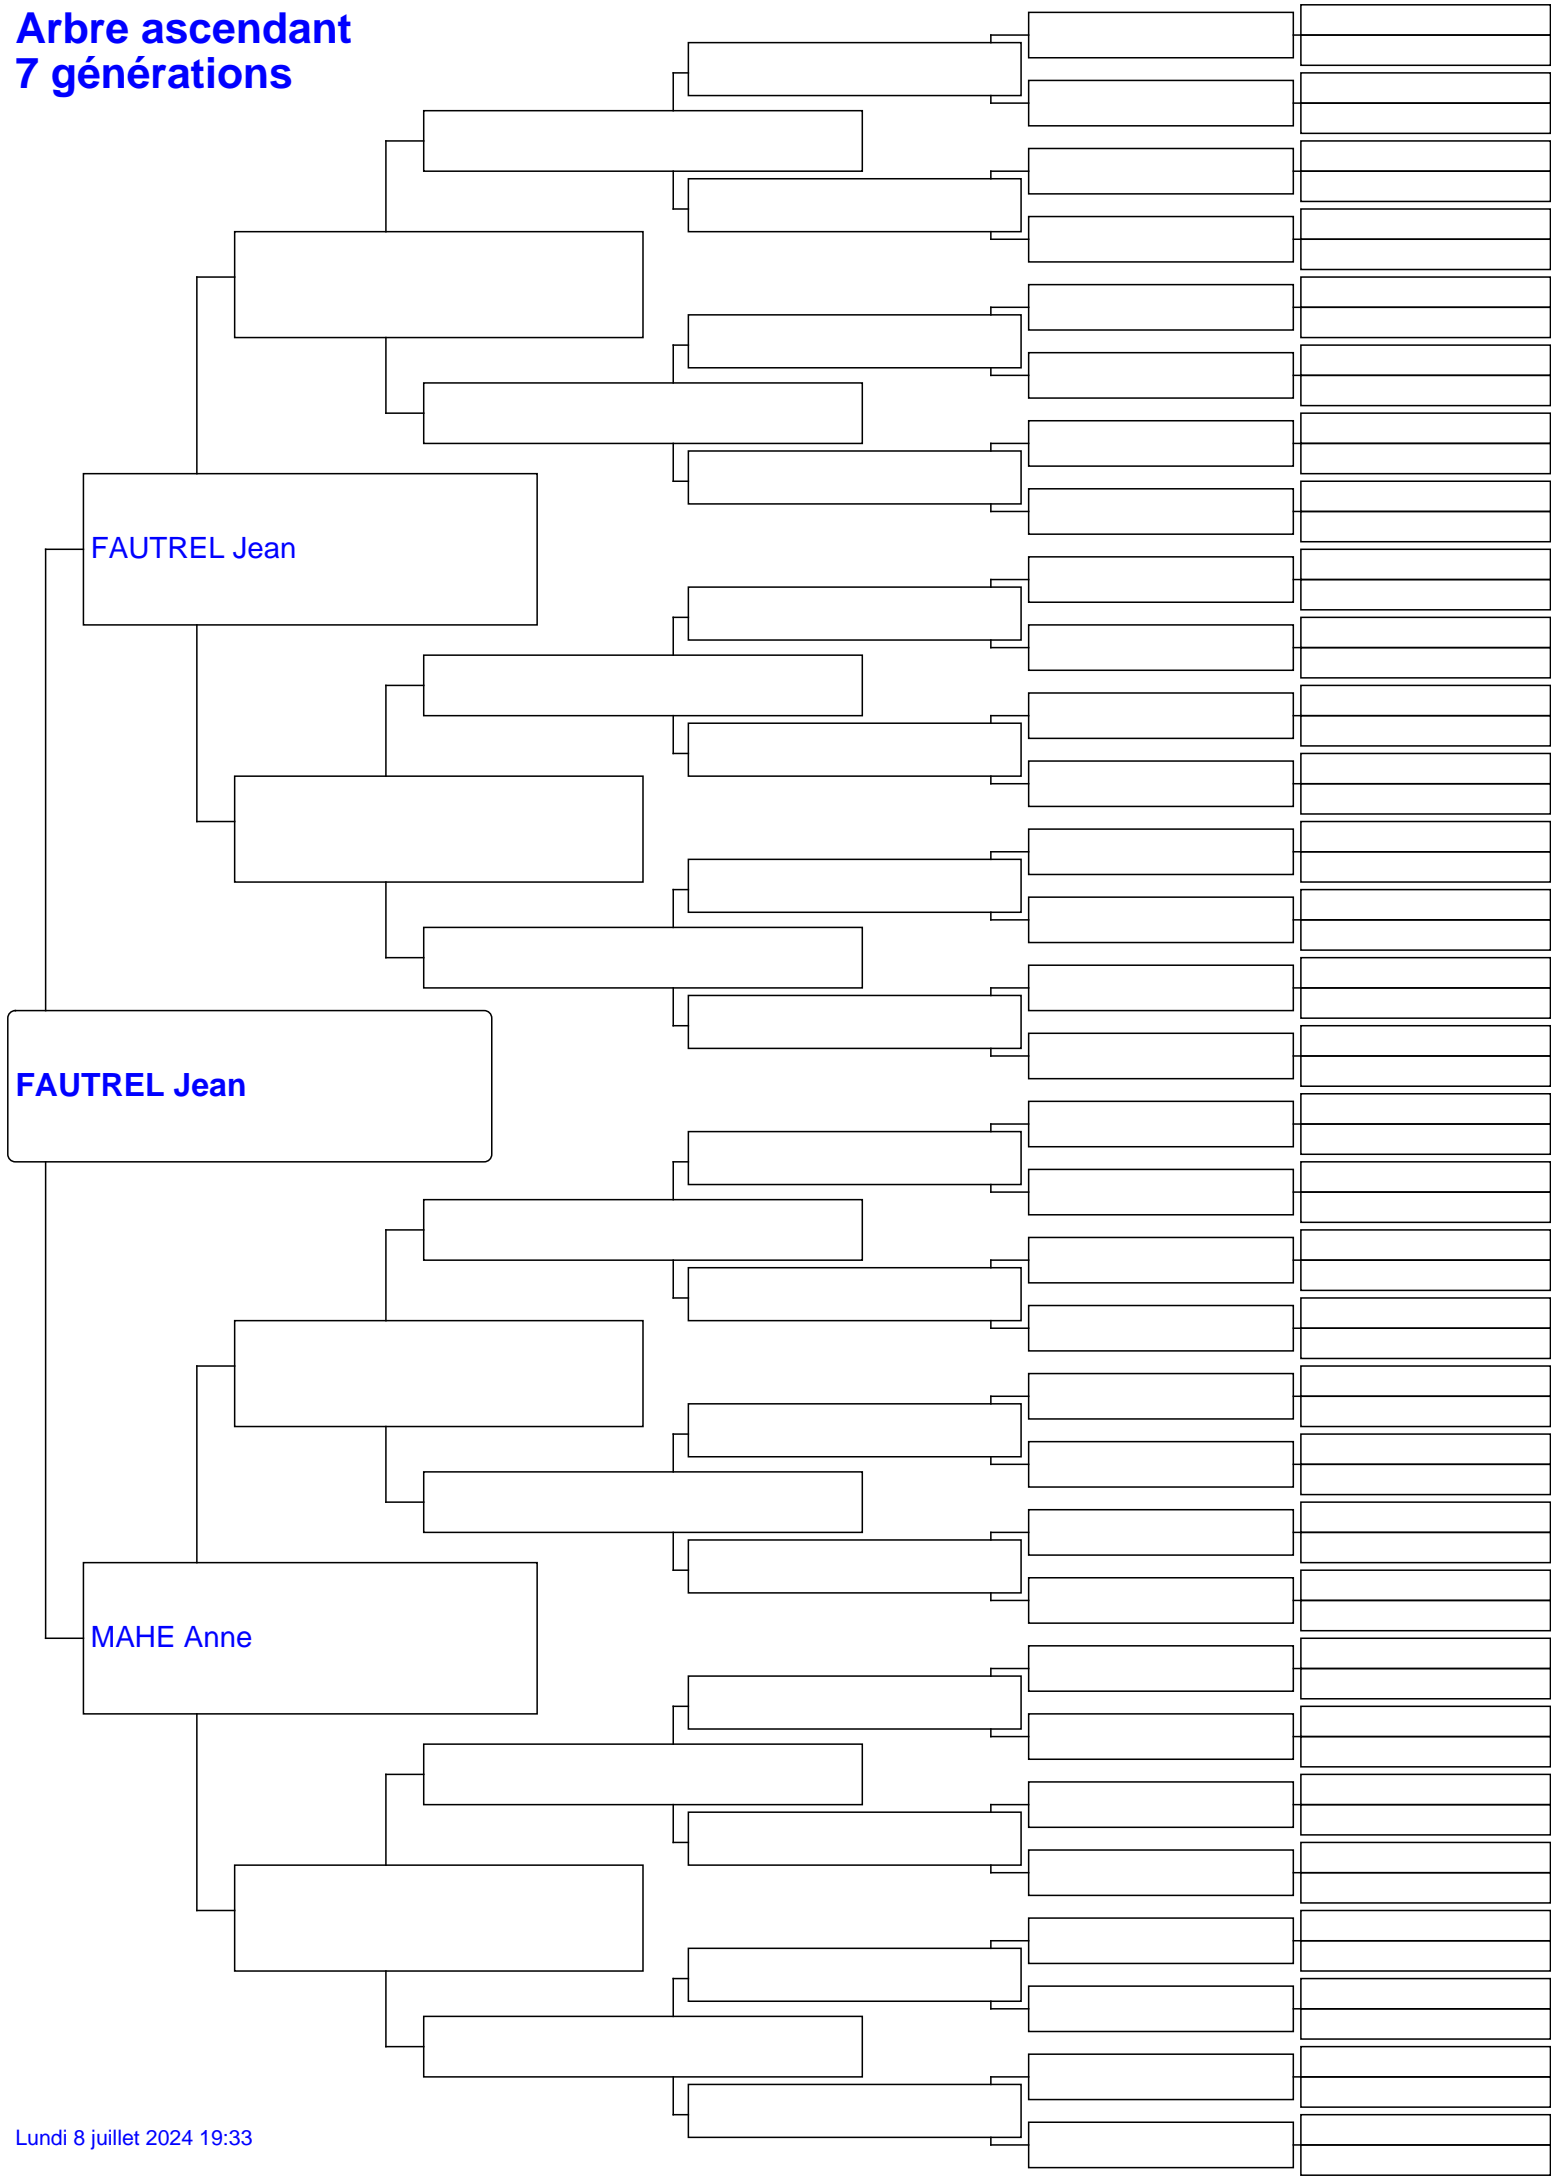 Arbre ascendant
7 générations
FAUTREL Jean
FAUTREL Jean
MAHE Anne
Lundi 8 juillet 2024 19:33